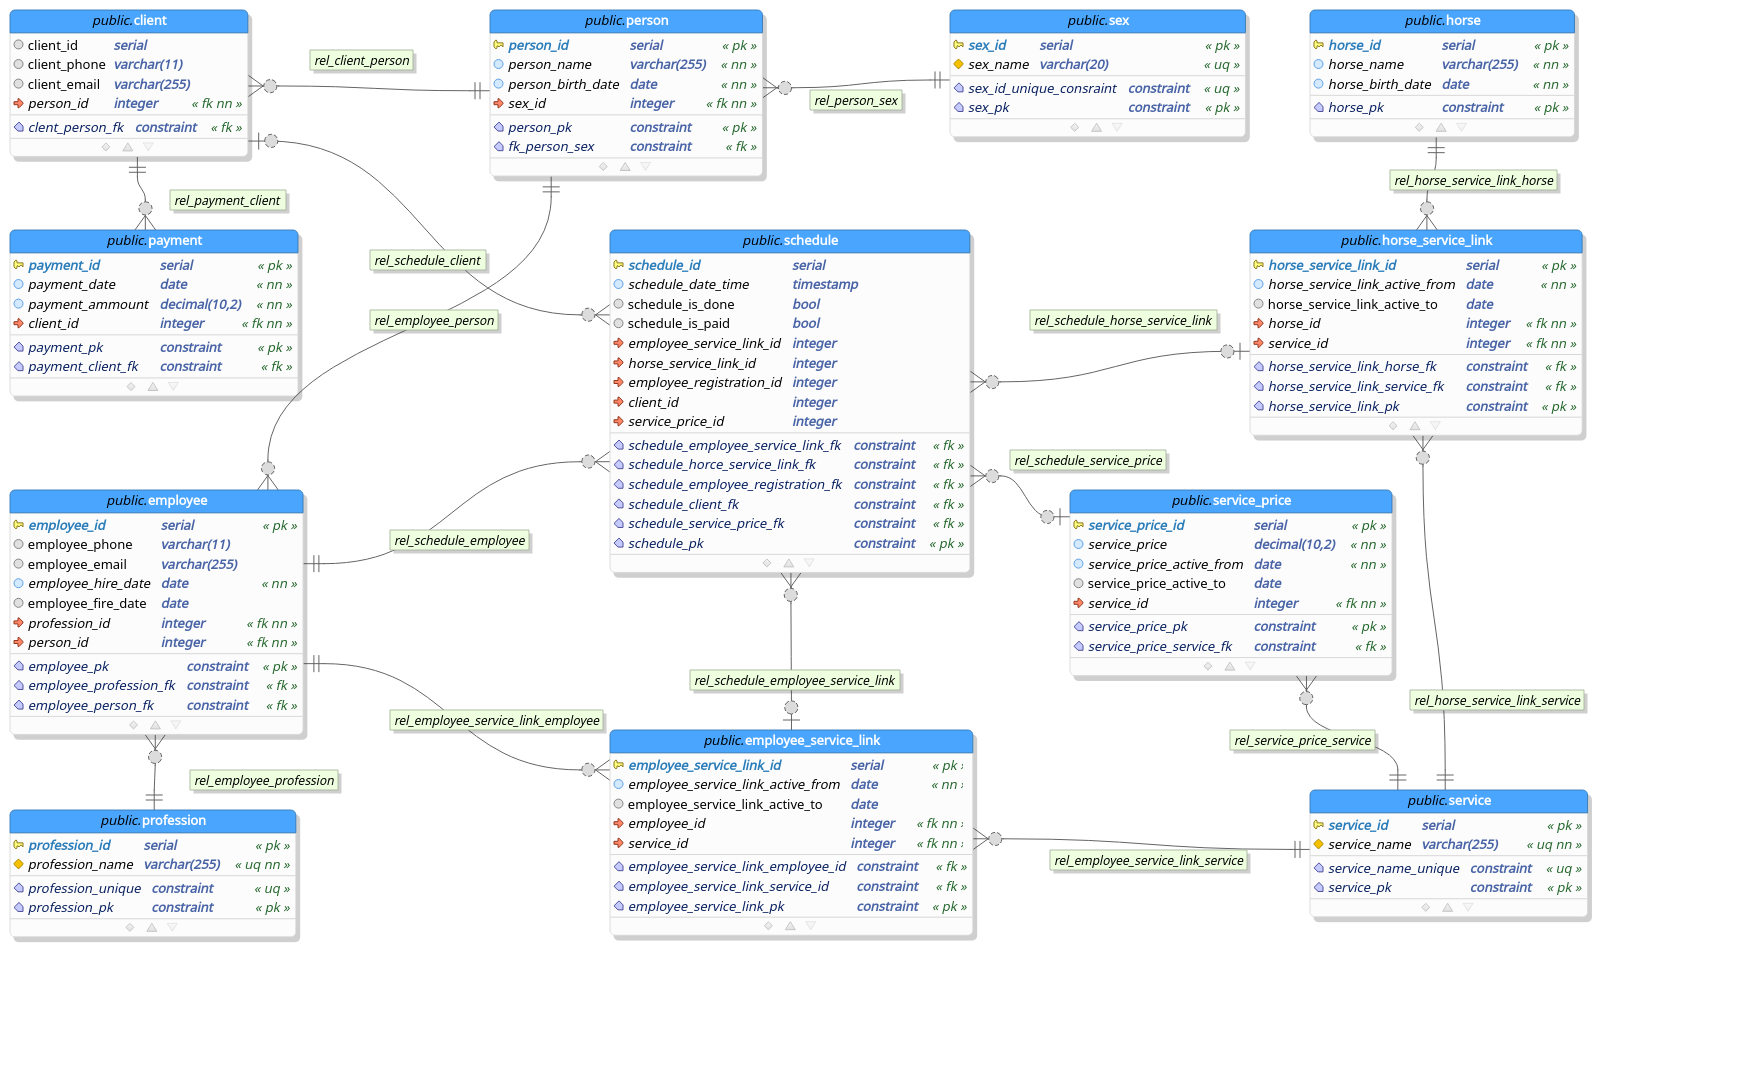 public.client
client_id serial
client_phone varchar(11)
client_email varchar(255)
person_id integer « fk nn »
clent_person_fk constraint « fk »
rel_client_person
public.person
person_id serial « pk »
person_name varchar(255) « nn »
person_birth_date date « nn »
sex_id integer « fk nn »
person_pk constraint « pk »
fk_person_sex constraint « fk »
rel_person_sex
public.sex
sex_id serial « pk »
sex_name varchar(20) « uq »
sex_id_unique_consraint constraint « uq »
sex_pk constraint « pk »
public.horse
horse_id serial « pk »
horse_name varchar(255) « nn »
horse_birth_date date « nn »
horse_pk constraint « pk »
rel_horse_service_link_horse
rel_payment_client
public.payment
payment_id serial « pk »
payment_date date « nn »
payment_ammount decimal(10,2) « nn »
client_id integer « fk nn »
payment_pk constraint « pk »
payment_client_fk constraint « fk »
rel_schedule_client
rel_employee_person
public.schedule
schedule_id serial
schedule_date_time timestamp
schedule_is_done bool
schedule_is_paid bool
employee_service_link_id integer
horse_service_link_id integer
employee_registration_id integer
client_id integer
service_price_id integer
schedule_employee_service_link_fk constraint « fk »
schedule_horce_service_link_fk constraint « fk »
schedule_employee_registration_fk constraint « fk »
schedule_client_fk constraint « fk »
schedule_service_price_fk constraint « fk »
schedule_pk constraint « pk »
rel_schedule_horse_service_link
public.horse_service_link
horse_service_link_id serial « pk »
horse_service_link_active_from date « nn »
horse_service_link_active_to date
horse_id integer « fk nn »
service_id integer « fk nn »
horse_service_link_horse_fk constraint « fk »
horse_service_link_service_fk constraint « fk »
horse_service_link_pk constraint « pk »
rel_schedule_service_price
public.employee
employee_id serial « pk »
employee_phone varchar(11)
employee_email varchar(255)
employee_hire_date date « nn »
employee_fire_date date
profession_id integer « fk nn »
person_id integer « fk nn »
employee_pk constraint « pk »
employee_profession_fk constraint « fk »
employee_person_fk constraint « fk »
rel_schedule_employee
public.service_price
service_price_id serial « pk »
service_price decimal(10,2) « nn »
service_price_active_from date « nn »
service_price_active_to date
service_id integer « fk nn »
service_price_pk constraint « pk »
service_price_service_fk constraint « fk »
rel_schedule_employee_service_link
rel_employee_service_link_employee
rel_horse_service_link_service
rel_service_price_service
rel_employee_profession
public.profession
profession_id serial « pk »
profession_name varchar(255) « uq nn »
profession_unique constraint « uq »
profession_pk constraint « pk »
public.employee_service_link
employee_service_link_id serial « pk ›
employee_service_link_active_from date « nn ›
employee_service_link_active_to date
employee_id integer « fk nn ›
service_id integer « fk nn ›
employee_service_link_employee_id constraint « fk »
employee_service_link_service_id constraint « fk »
employee_service_link_pk constraint « pk »
rel_employee_service_link_service
public.service
service_id serial « pk »
service_name varchar(255) « uq nn »
service_name_unique constraint « uq »
service_pk constraint « pk »